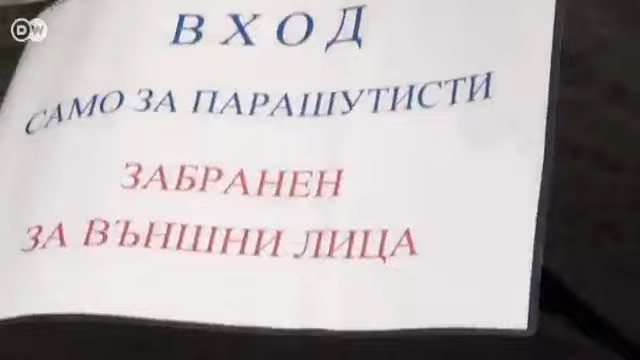 DW
ВХОД
САМО ЗА ПАРАШУТИСТИ
ЗАБРАНЕН
ЗА ВЪНШНИ ЛИЦА